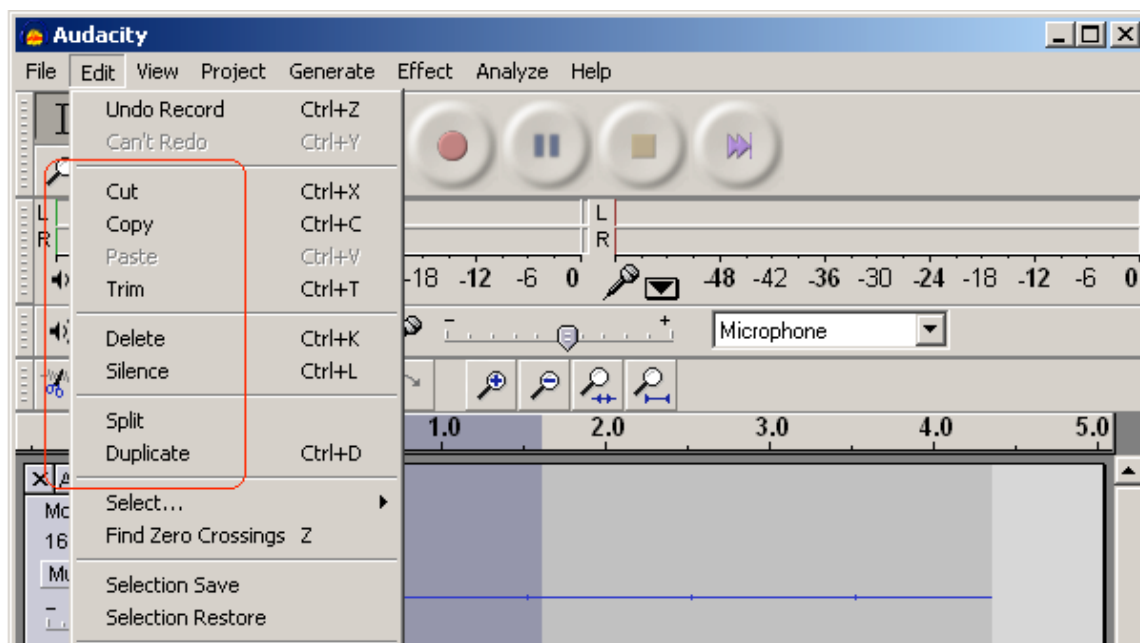 Audacity
File Edit View Project Generate Effect Analyze Help
Undo Record Ctrl+Z
Can't Redo Ctrl+Y
Cut Ctrl+X
Copy Ctrl+C
Paste Ctrl+V
Trim Ctrl+T
Delete Ctrl+K
Silence Ctrl+L
Split
Duplicate Ctrl+D
Select...
Find Zero Crossings Z
Selection Save
Selection Restore
L
R
L
R
-18 -12 -6 0 -48 -42 -36 -30 -24 -18 -12 -6 0
- + Microphone
1.0 2.0 3.0 4.0 5.0
16